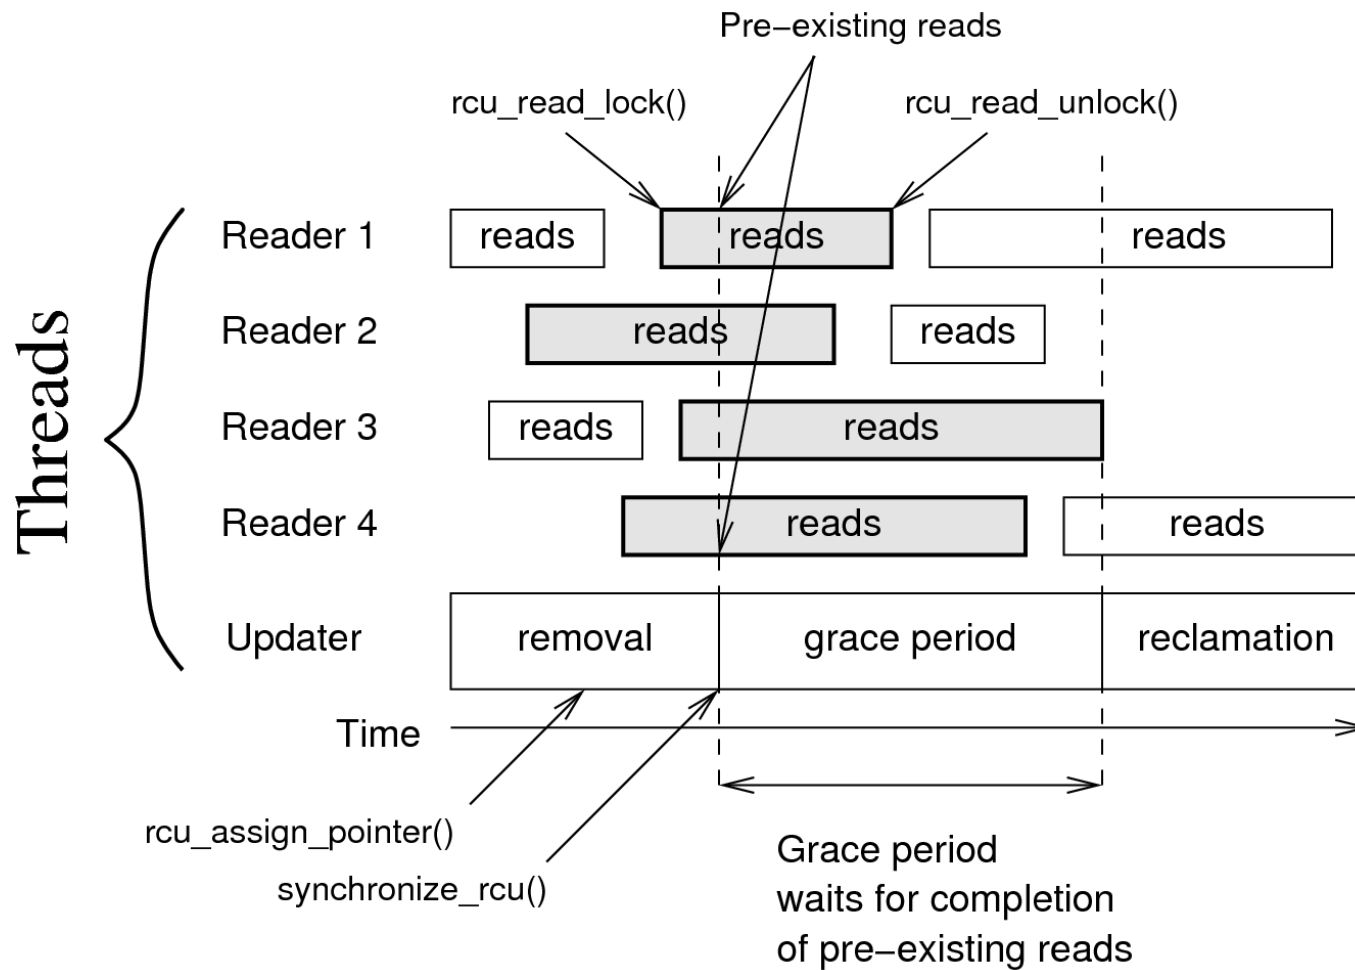 Pre−existing reads
rcu_read_lock()
rcu_read_unlock()
Threads
Reader 1
reads
reads
reads
Reader 2
reads
reads
Reader 3
reads
reads
Reader 4
reads
reads
Updater
removal
grace period
reclamation
Time
rcu_assign_pointer()
synchronize_rcu()
Grace period
waits for completion
of pre−existing reads